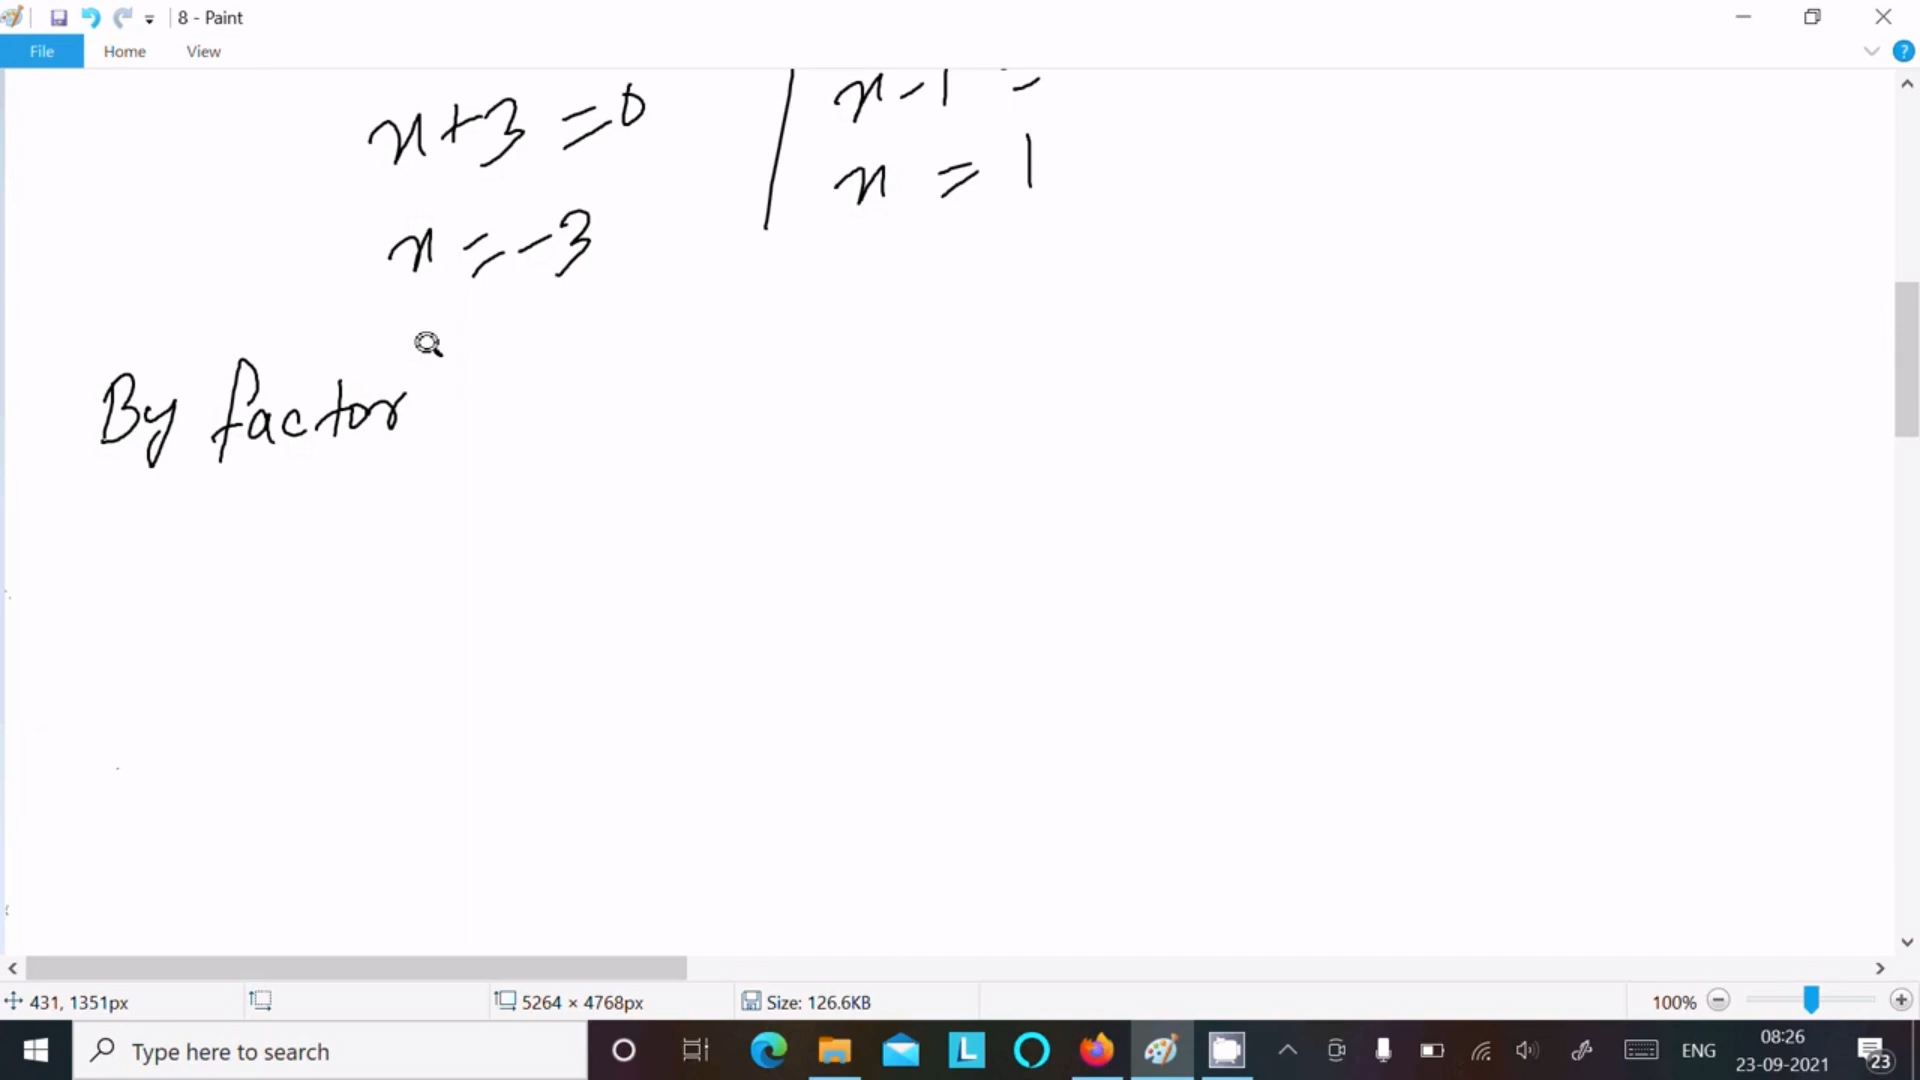 8 - Paint
File Home View
x+3 =0
x = -3
x-1 =
x = 1
By factor
431, 1351px
5264 × 4768px
Size: 126.6KB
100%
Type here to search
L
ENG
08:26
23-09-2021
23